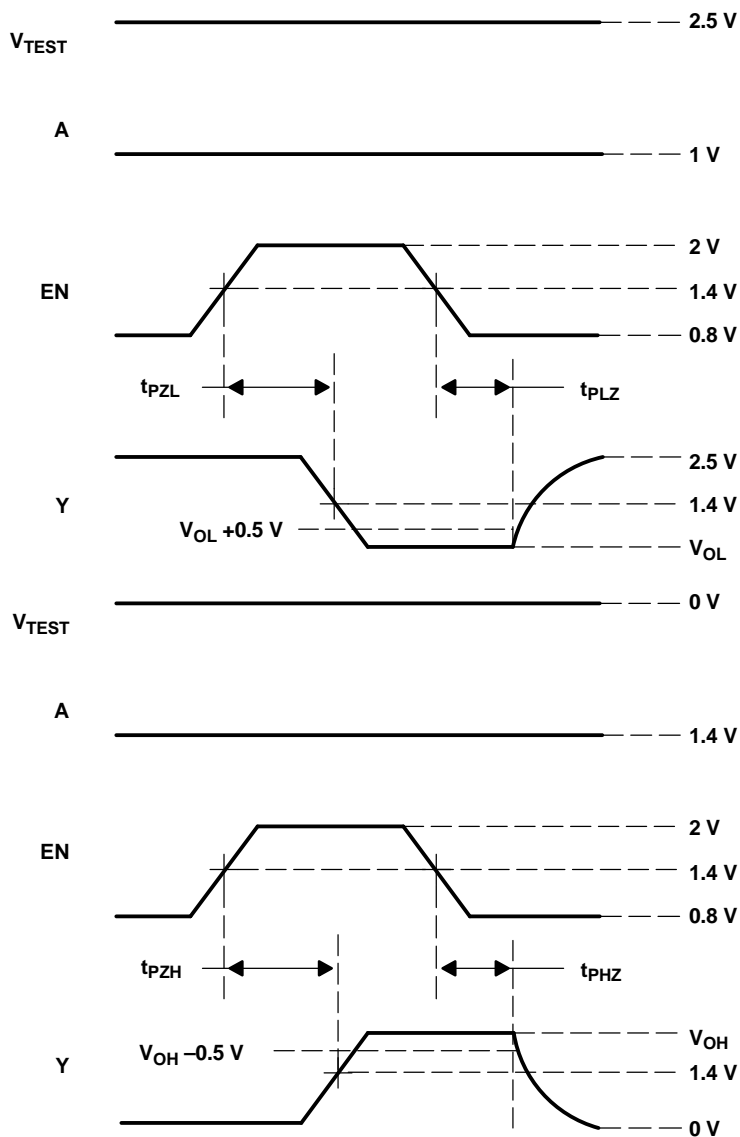 2.5 V
V_TEST
A
1 V
2 V
EN
1.4 V
0.8 V
t_PZL
t_PLZ
2.5 V
Y
1.4 V
V_OL +0.5 V
V_OL
0 V
V_TEST
A
1.4 V
2 V
EN
1.4 V
0.8 V
t_PZH
t_PHZ
V_OH
V_OH –0.5 V
Y
1.4 V
0 V